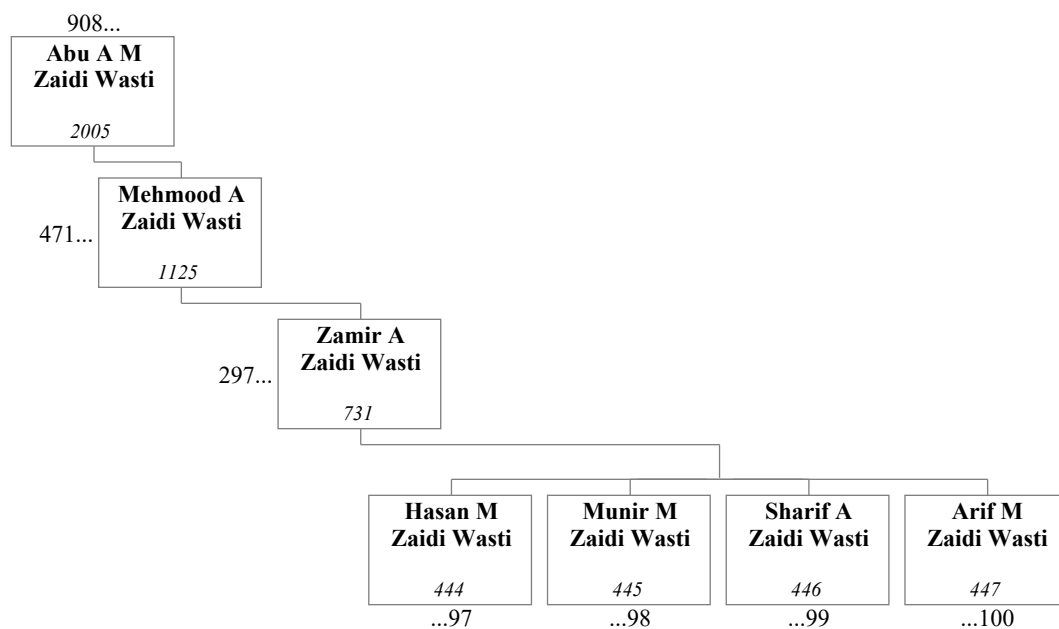 908...
Abu A M
Zaidi Wasti
2005
Mehmood A
Zaidi Wasti
471...
1125
Zamir A
Zaidi Wasti
297...
731
Hasan M
Zaidi Wasti
444
...97
Munir M
Zaidi Wasti
445
...98
Sharif A
Zaidi Wasti
446
...99
Arif M
Zaidi Wasti
447
...100